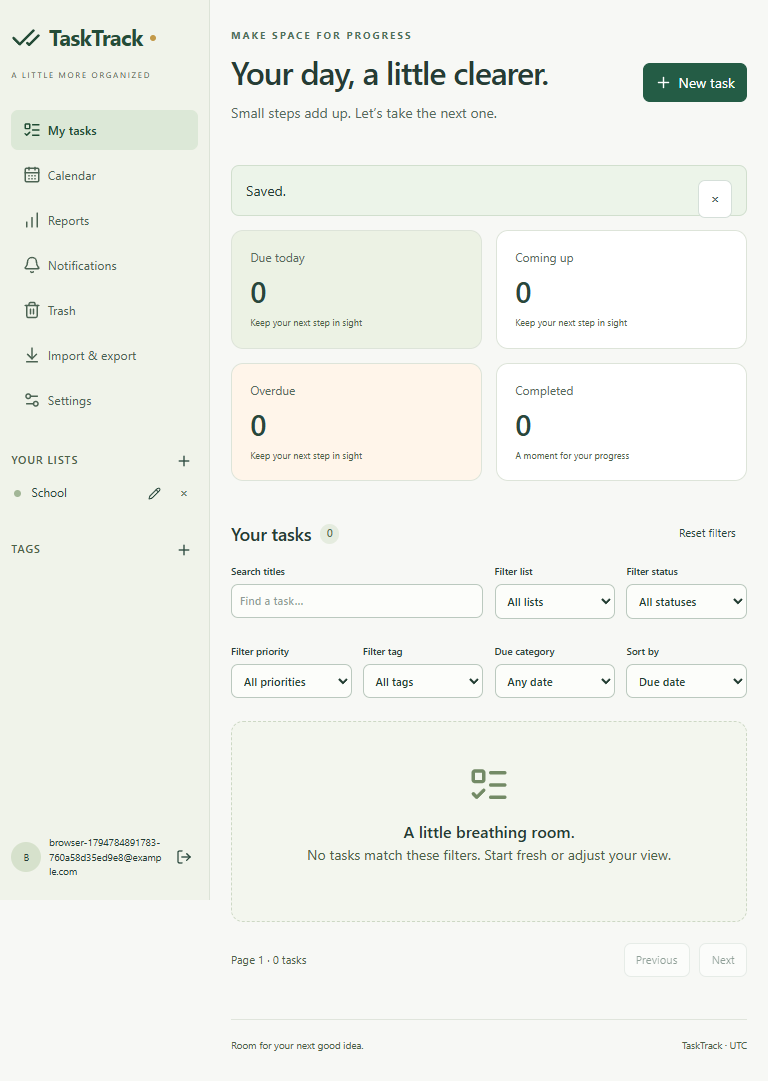 TaskTrack
A LITTLE MORE ORGANIZED
My tasks
Calendar
Reports
Notifications
Trash
Import & export
Settings
YOUR LISTS
+
School
×
TAGS
+
B
browser-1794784891783-
760a58d35ed9e8@examp
le.com
MAKE SPACE FOR PROGRESS
Your day, a little clearer.
Small steps add up. Let's take the next one.
+ New task
Saved.
×
Due today
0
Keep your next step in sight
Coming up
0
Keep your next step in sight
Overdue
0
Keep your next step in sight
Completed
0
A moment for your progress
Your tasks 0
Reset filters
Search titles
Find a task...
Filter list
All lists
Filter status
All statuses
Filter priority
All priorities
Filter tag
All tags
Due category
Any date
Sort by
Due date
A little breathing room.
No tasks match these filters. Start fresh or adjust your view.
Page 1 · 0 tasks
Previous
Next
Room for your next good idea.
TaskTrack · UTC